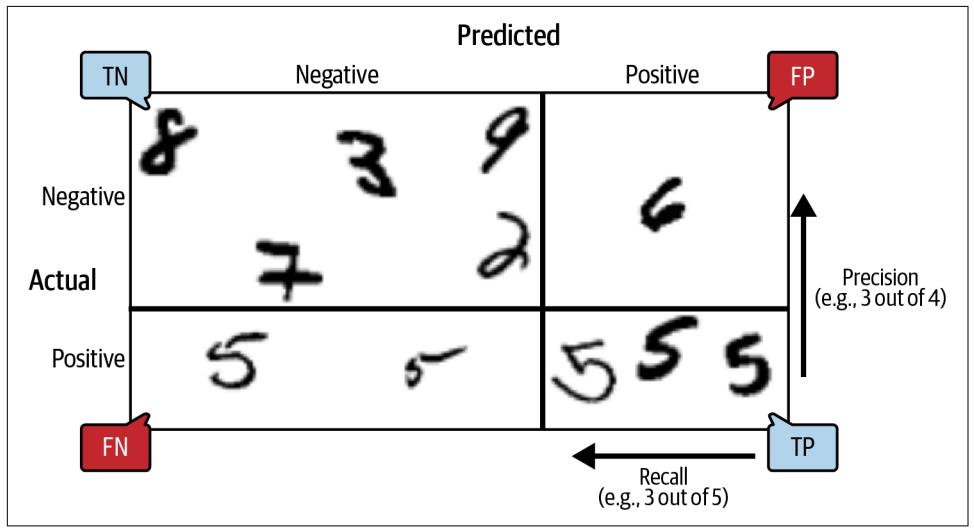 Predicted
TN
Negative
Positive
FP
8
3
9
Negative
6
7
2
Actual
Precision
(e.g., 3 out of 4)
Positive
5
5
5
5
5
FN
TP
Recall
(e.g., 3 out of 5)